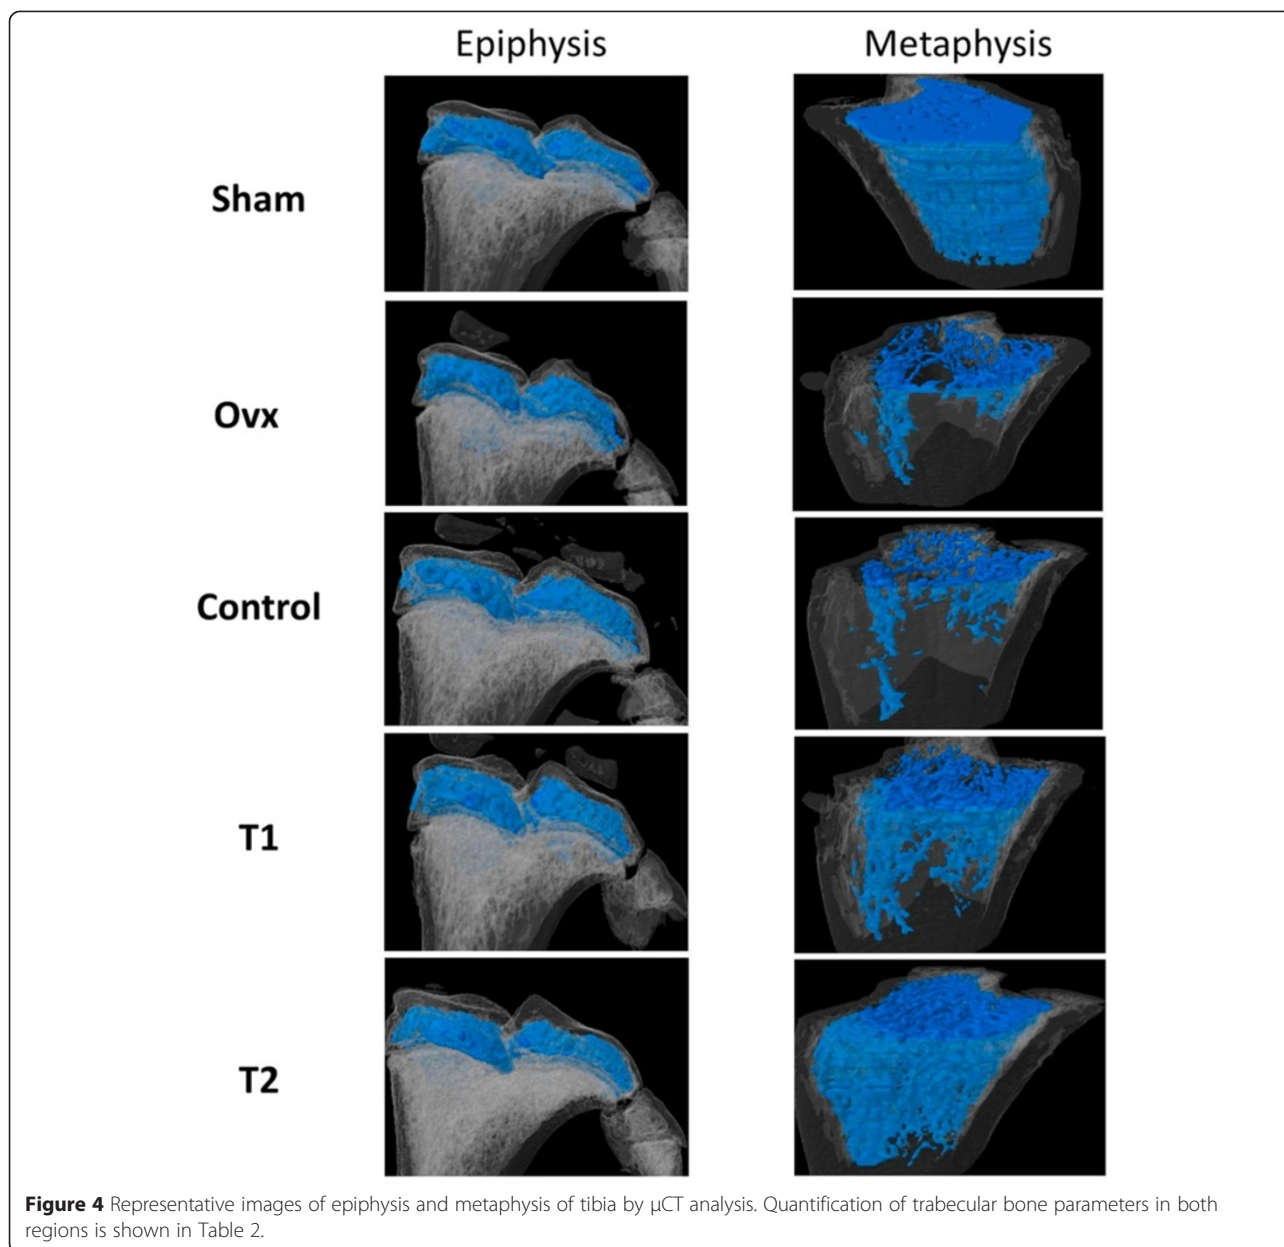 Epiphysis Metaphysis
Sham
Ovx
Control
T1
T2
Figure 4 Representative images of epiphysis and metaphysis of tibia by μCT analysis. Quantification of trabecular bone parameters in both
regions is shown in Table 2.